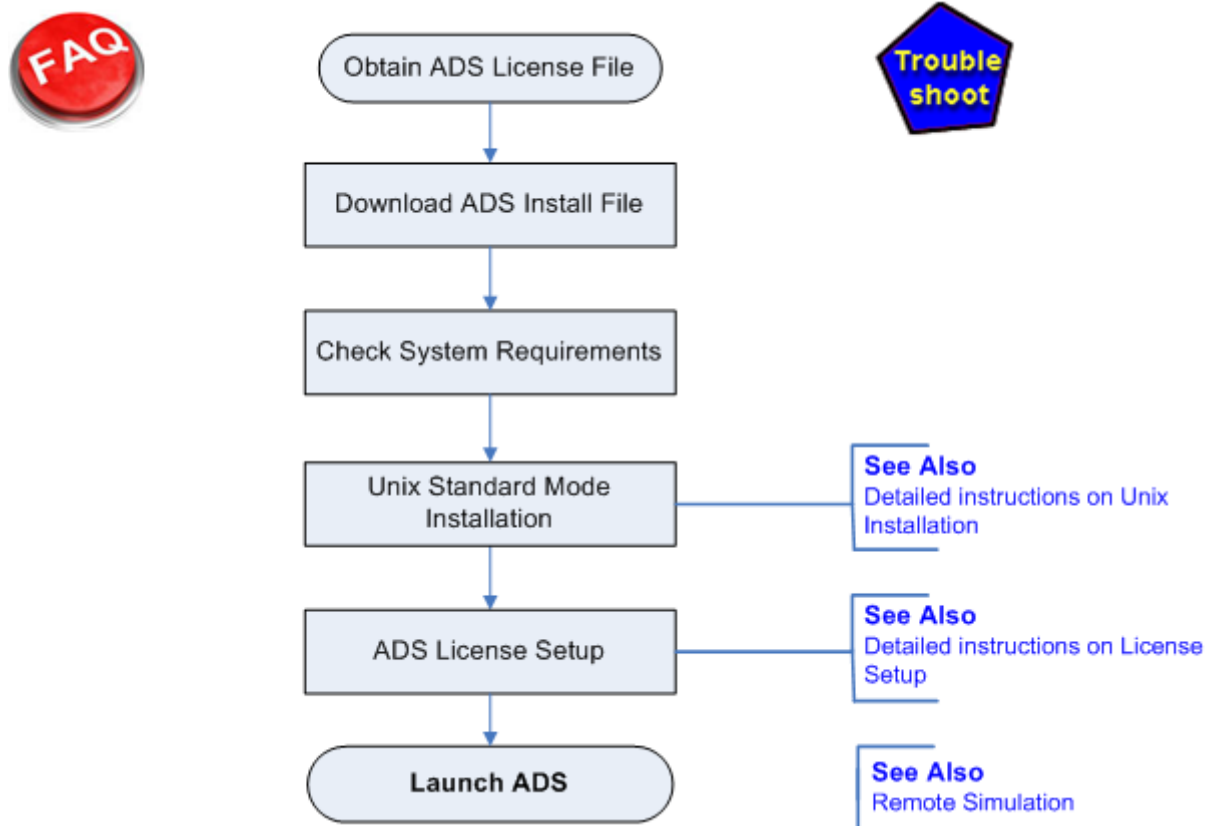 FAQ
Obtain ADS License File
Trouble
shoot
Download ADS Install File
Check System Requirements
Unix Standard Mode
Installation
See Also
Detailed instructions on Unix
Installation
ADS License Setup
See Also
Detailed instructions on License
Setup
Launch ADS
See Also
Remote Simulation